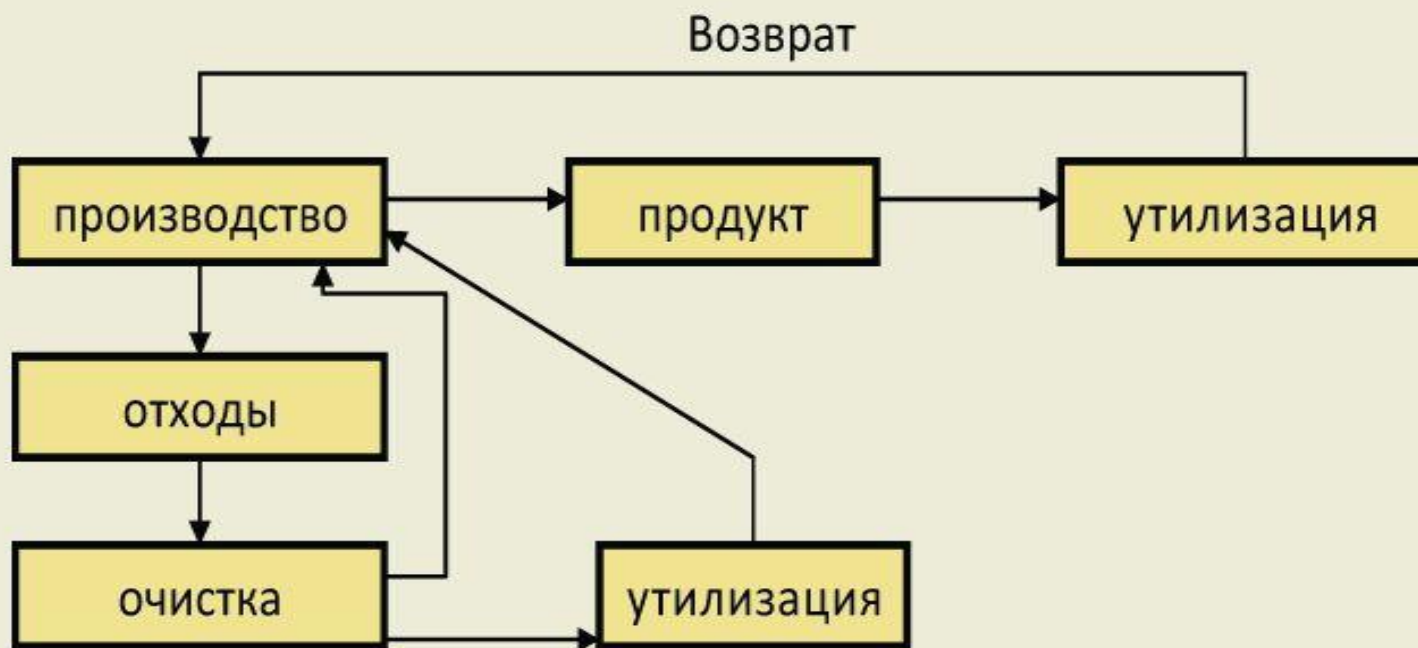 Возврат
производство
продукт
утилизация
отходы
очистка
утилизация